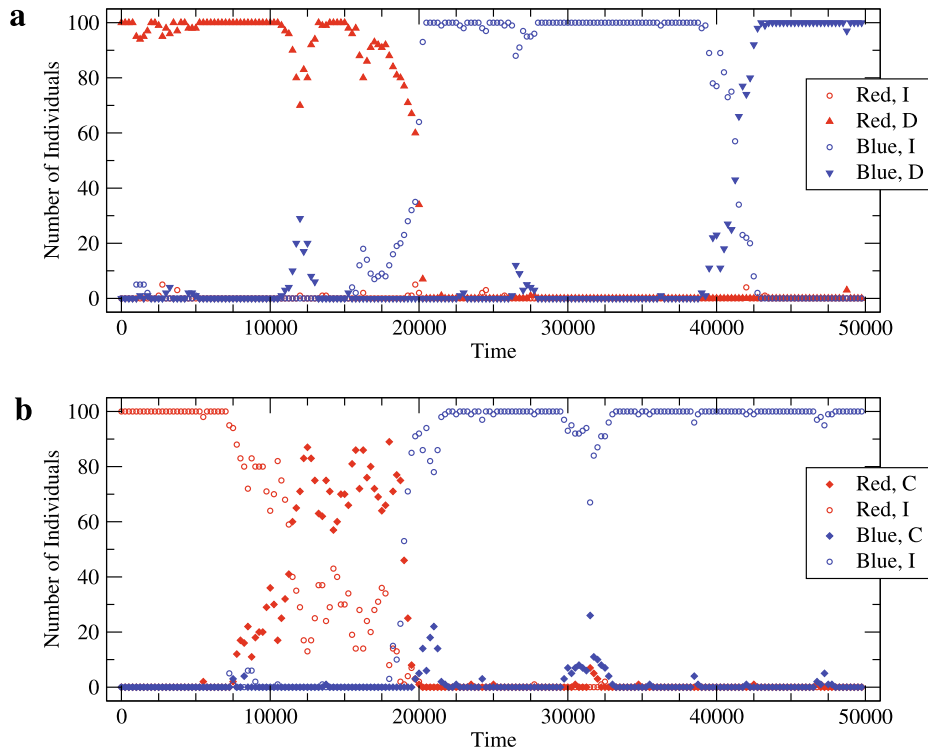 a
Number of Individuals
100
80
60
40
20
0
0 10000 20000 30000 40000 50000
Time
Red, I
Red, D
Blue, I
Blue, D
b
Number of Individuals
100
80
60
40
20
0
0 10000 20000 30000 40000 50000
Time
Red, C
Red, I
Blue, C
Blue, I